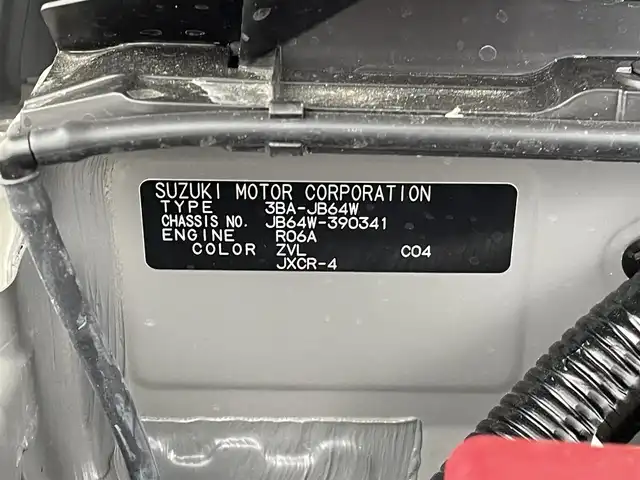 SUZUKI MOTOR CORPORATION
TYPE 3BA-JB64W
CHASSIS NO. JB64W-390341
ENGINE R06A
COLOR ZVL C04
JXCR-4